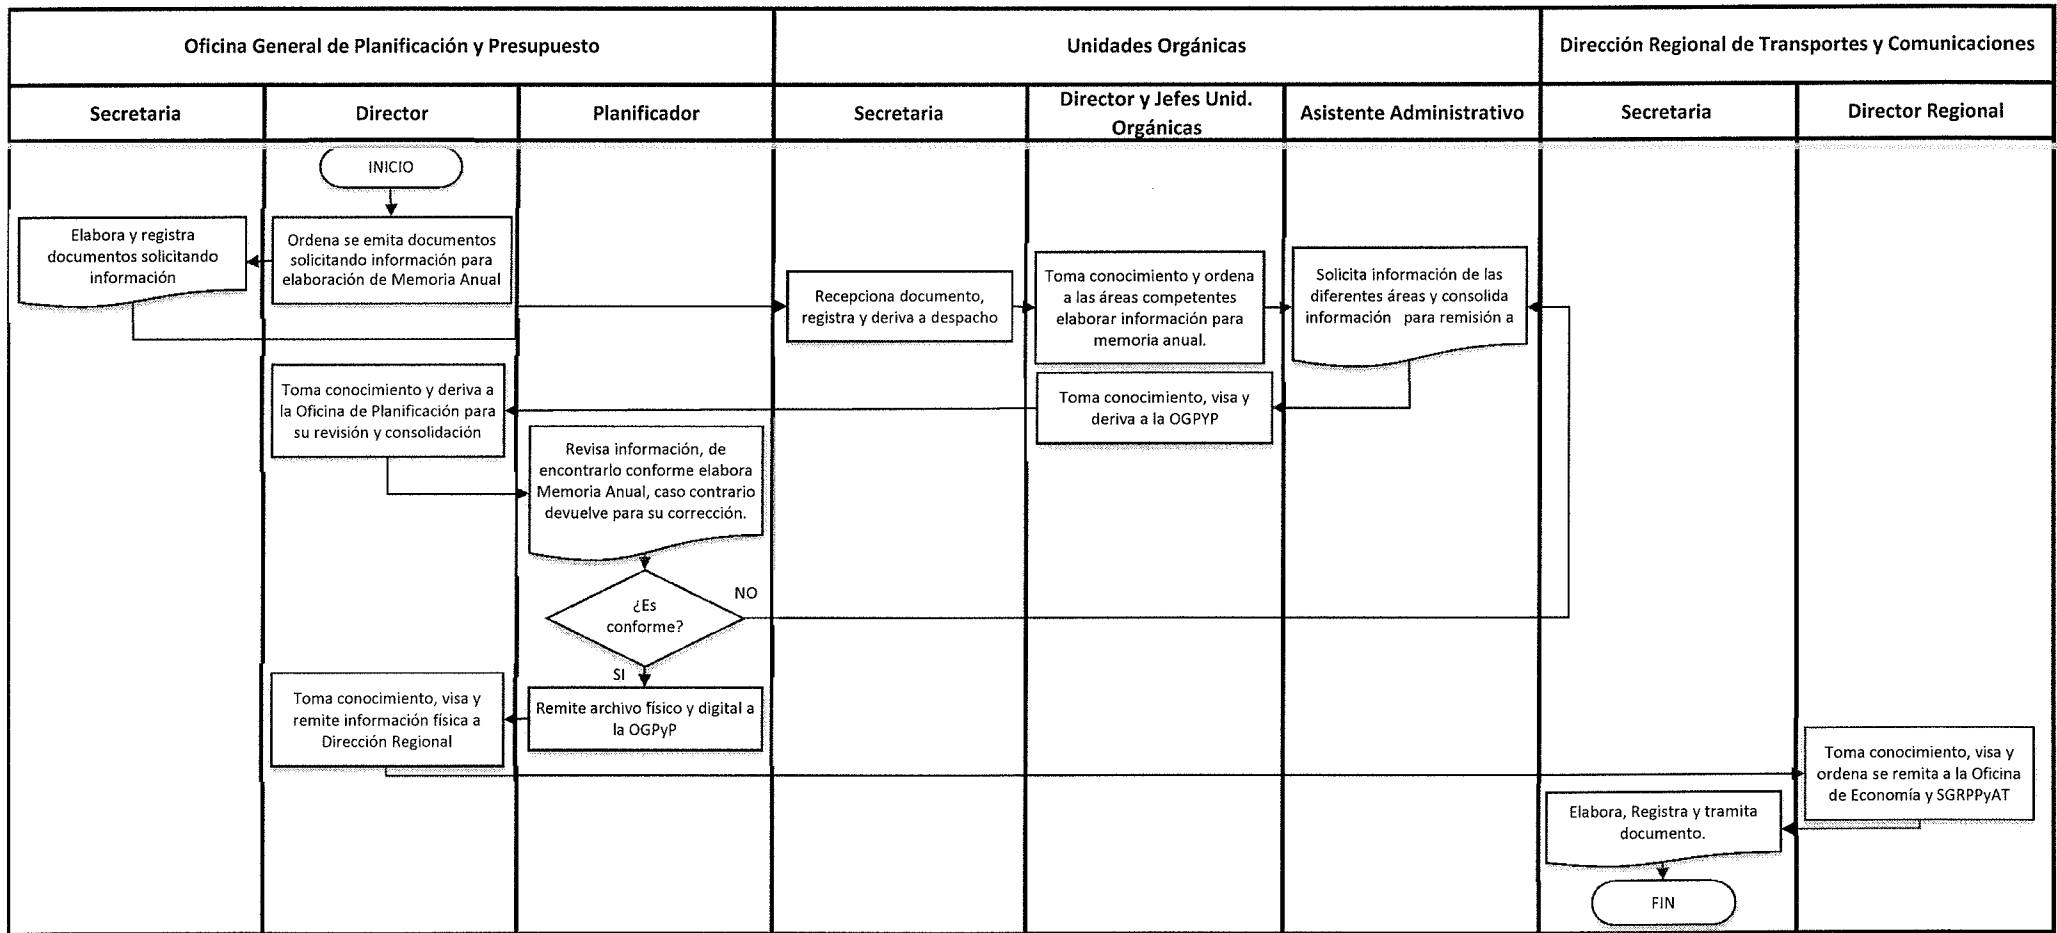 Oficina General de Planificación y Presupuesto
Unidades Orgánicas
Dirección Regional de Transportes y Comunicaciones
Secretaria
Director
Planificador
Secretaria
Director y Jefes Unid.
Orgánicas
Asistente Administrativo
Secretaria
Director Regional
INICIO
Elabora y registra
documentos solicitando
información
Ordena se emita documentos
solicitando información para
elaboración de Memoria Anual
Recepciona documento,
registra y deriva a despacho
Toma conocimiento y ordena
a las áreas competentes
elaborar información para
memoria anual.
Solicita información de las
diferentes áreas y consolida
información para remisión a
Toma conocimiento y deriva a
la Oficina de Planificación para
su revisión y consolidación
Toma conocimiento, visa y
deriva a la OGPYP
Revisa información, de
encontrarlo conforme elabora
Memoria Anual, caso contrario
devuelve para su corrección.
¿Es
conforme?
NO
SI
Toma conocimiento, visa y
remite información física a
Dirección Regional
Remite archivo físico y digital a
la OGPyP
Toma conocimiento, visa y
ordena se remita a la Oficina
de Economía y SGRPPyAT
Elabora, Registra y tramita
documento.
FIN